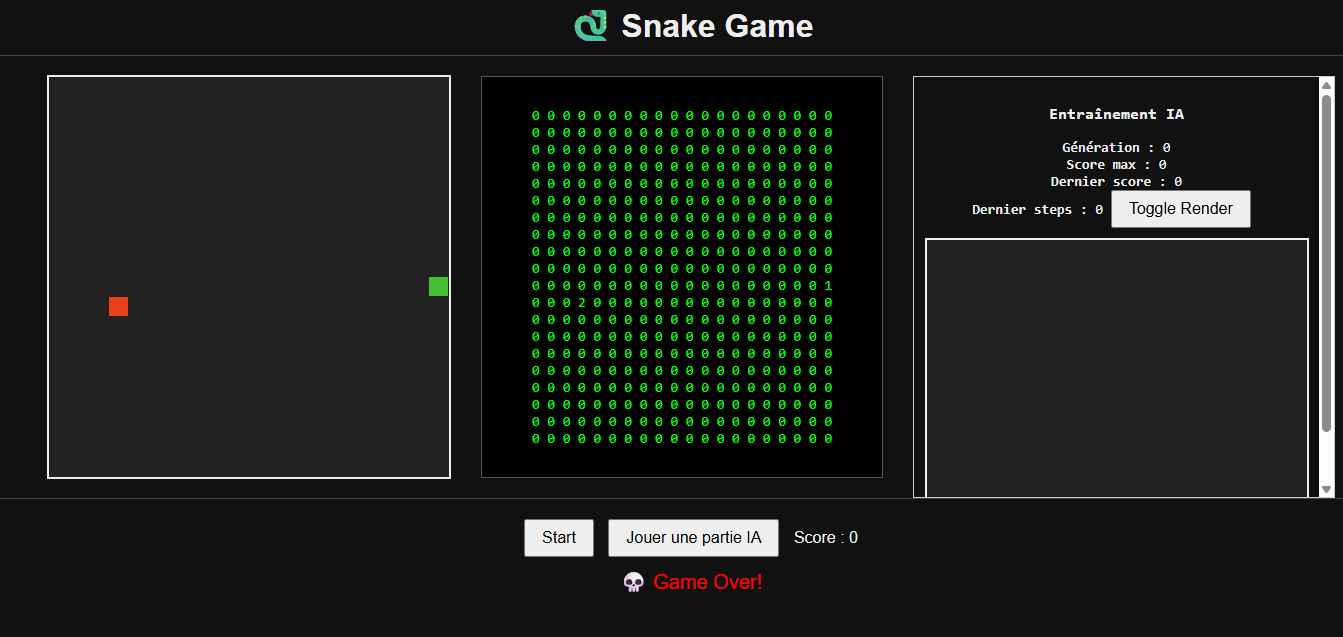 Snake Game
0 0 0 0 0 0 0 0 0 0 0 0 0 0 0 0 0 0 0 0
0 0 0 0 0 0 0 0 0 0 0 0 0 0 0 0 0 0 0 0
0 0 0 0 0 0 0 0 0 0 0 0 0 0 0 0 0 0 0 0
0 0 0 0 0 0 0 0 0 0 0 0 0 0 0 0 0 0 0 0
0 0 0 0 0 0 0 0 0 0 0 0 0 0 0 0 0 0 0 0
0 0 0 0 0 0 0 0 0 0 0 0 0 0 0 0 0 0 0 0
0 0 0 0 0 0 0 0 0 0 0 0 0 0 0 0 0 0 0 0
0 0 0 0 0 0 0 0 0 0 0 0 0 0 0 0 0 0 0 0
0 0 0 0 0 0 0 0 0 0 0 0 0 0 0 0 0 0 0 0
0 0 0 0 0 0 0 0 0 0 0 0 0 0 0 0 0 0 0 0
0 0 0 0 0 0 0 0 0 0 0 0 0 0 0 0 0 0 0 1
0 0 0 2 0 0 0 0 0 0 0 0 0 0 0 0 0 0 0 0
0 0 0 0 0 0 0 0 0 0 0 0 0 0 0 0 0 0 0 0
0 0 0 0 0 0 0 0 0 0 0 0 0 0 0 0 0 0 0 0
0 0 0 0 0 0 0 0 0 0 0 0 0 0 0 0 0 0 0 0
0 0 0 0 0 0 0 0 0 0 0 0 0 0 0 0 0 0 0 0
0 0 0 0 0 0 0 0 0 0 0 0 0 0 0 0 0 0 0 0
0 0 0 0 0 0 0 0 0 0 0 0 0 0 0 0 0 0 0 0
0 0 0 0 0 0 0 0 0 0 0 0 0 0 0 0 0 0 0 0
0 0 0 0 0 0 0 0 0 0 0 0 0 0 0 0 0 0 0 0
Entraînement IA
Génération : 0
Score max : 0
Dernier score : 0
Dernier steps : 0 Toggle Render
Start Jouer une partie IA Score : 0
Game Over!